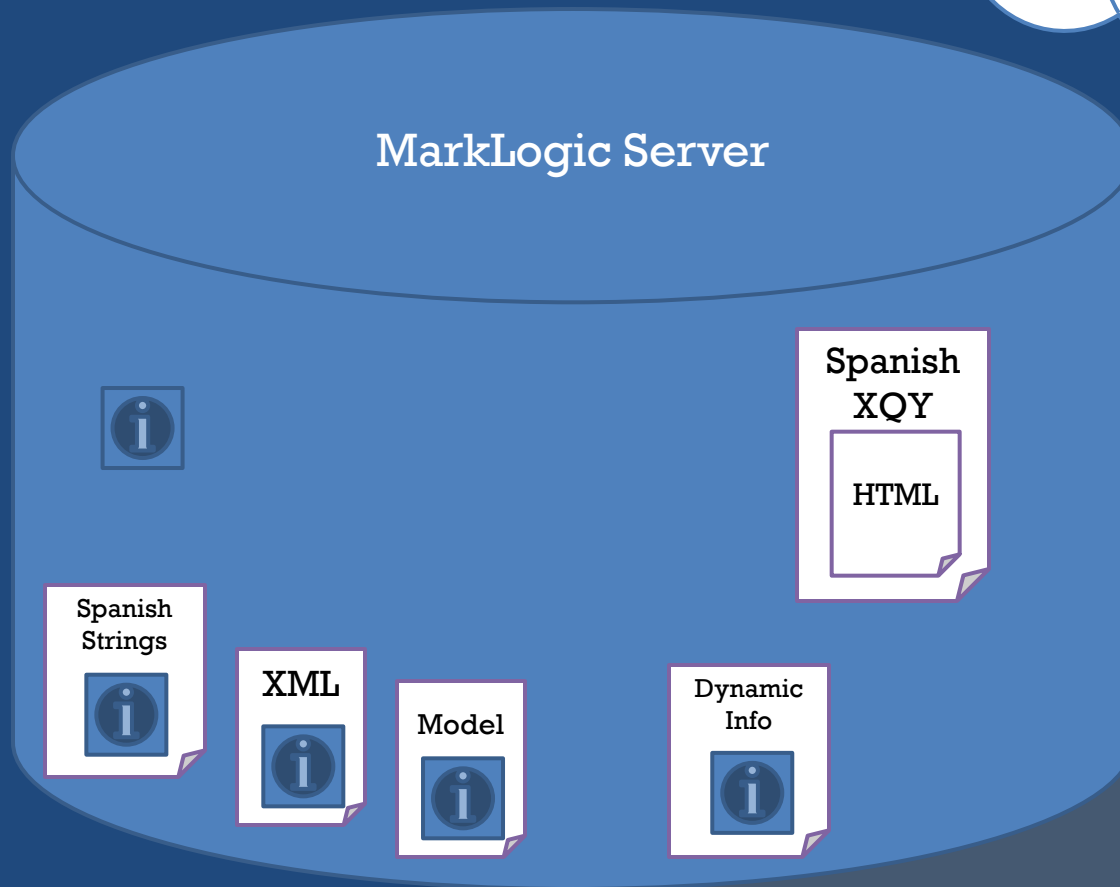 MarkLogic Server
Spanish
XQY
HTML
Spanish
Strings
XML
Model
Dynamic
Info